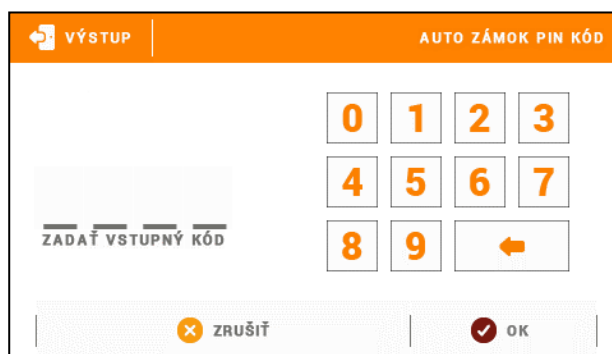 VÝSTUP
AUTO ZÁMOK PIN KÓD
0 1 2 3
4 5 6 7
8 9
ZADAŤ VSTUPNÝ KÓD
ZRUŠIŤ
OK